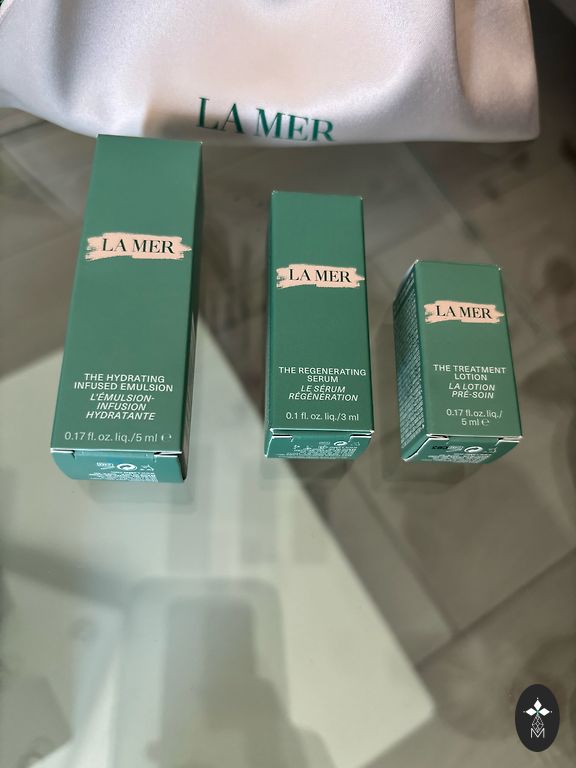 LA MER
LA MER
THE HYDRATING
INFUSED EMULSION
L'ÉMULSION-
INFUSION
HYDRATANTE
0.17 fl. oz. liq./5 ml ℮
LA MER
THE REGENERATING
SERUM
LE SÉRUM
RÉGÉNÉRATION
0.1 fl. oz. liq./3 ml
LA MER
THE TREATMENT
LOTION
LA LOTION
PRÉ-SOIN
0.17 fl. oz. liq./
5 ml ℮